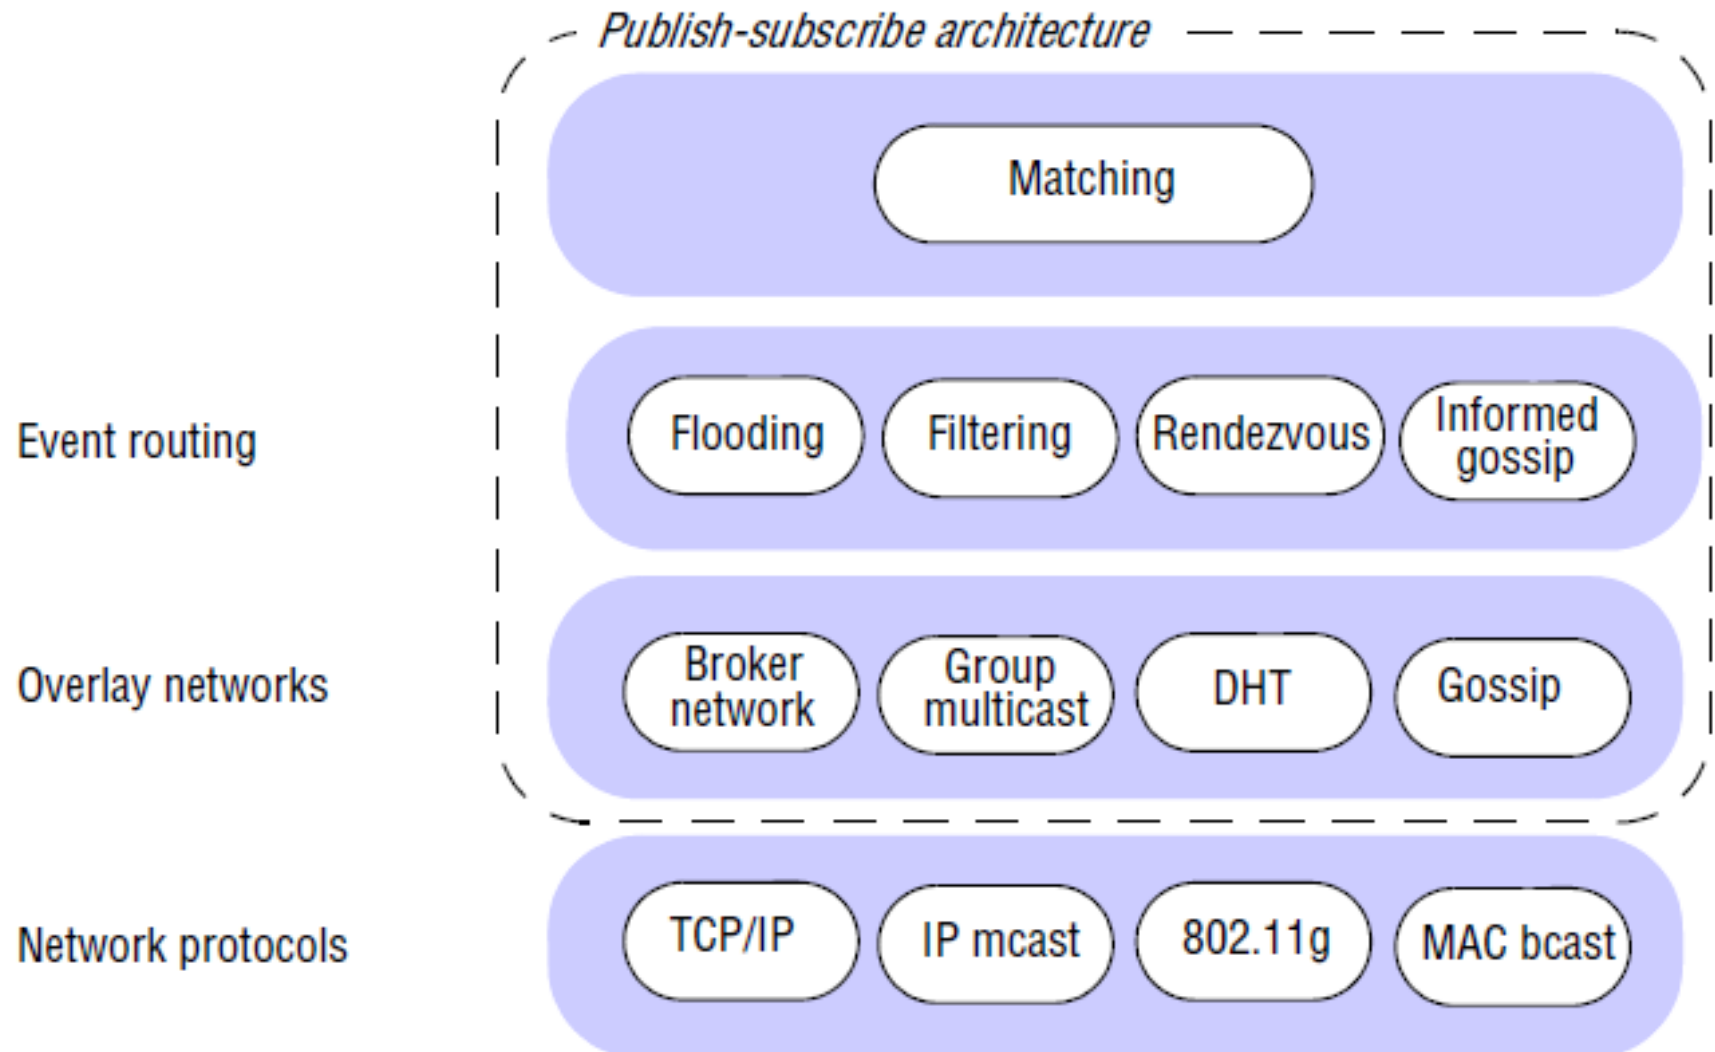 Publish-subscribe architecture
Matching
Event routing
Flooding
Filtering
Rendezvous
Informed
gossip
Overlay networks
Broker
network
Group
multicast
DHT
Gossip
Network protocols
TCP/IP
IP mcast
802.11g
MAC bcast